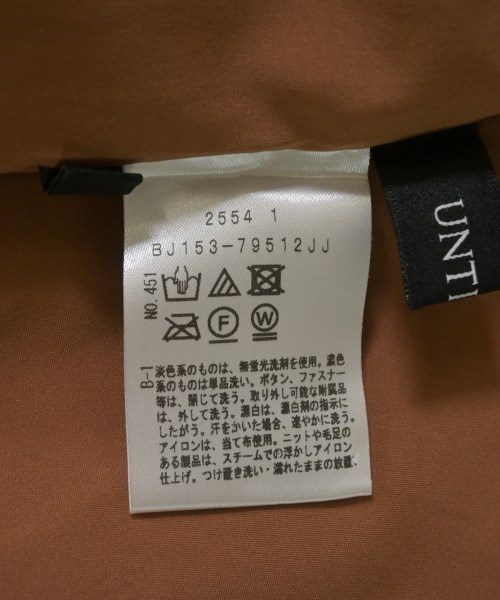 2554 1
BJ153-79512JJ
NO.451
F W
B-1
淡色系のものは、無蛍光洗剤を使用。濃色
系のものは単品洗い。ボタン、ファスナー
等は、閉じて洗う。取り外し可能な附属品
は、外して洗う。漂白は、漂白剤の指示に
したがう。汗をかいた場合、速やかに洗う。
アイロンは、当て布使用。ニットや毛足の
ある製品は、スチームでの浮かしアイロン
仕上げ。つけ置き洗い・濡れたままの放置、
UNTI